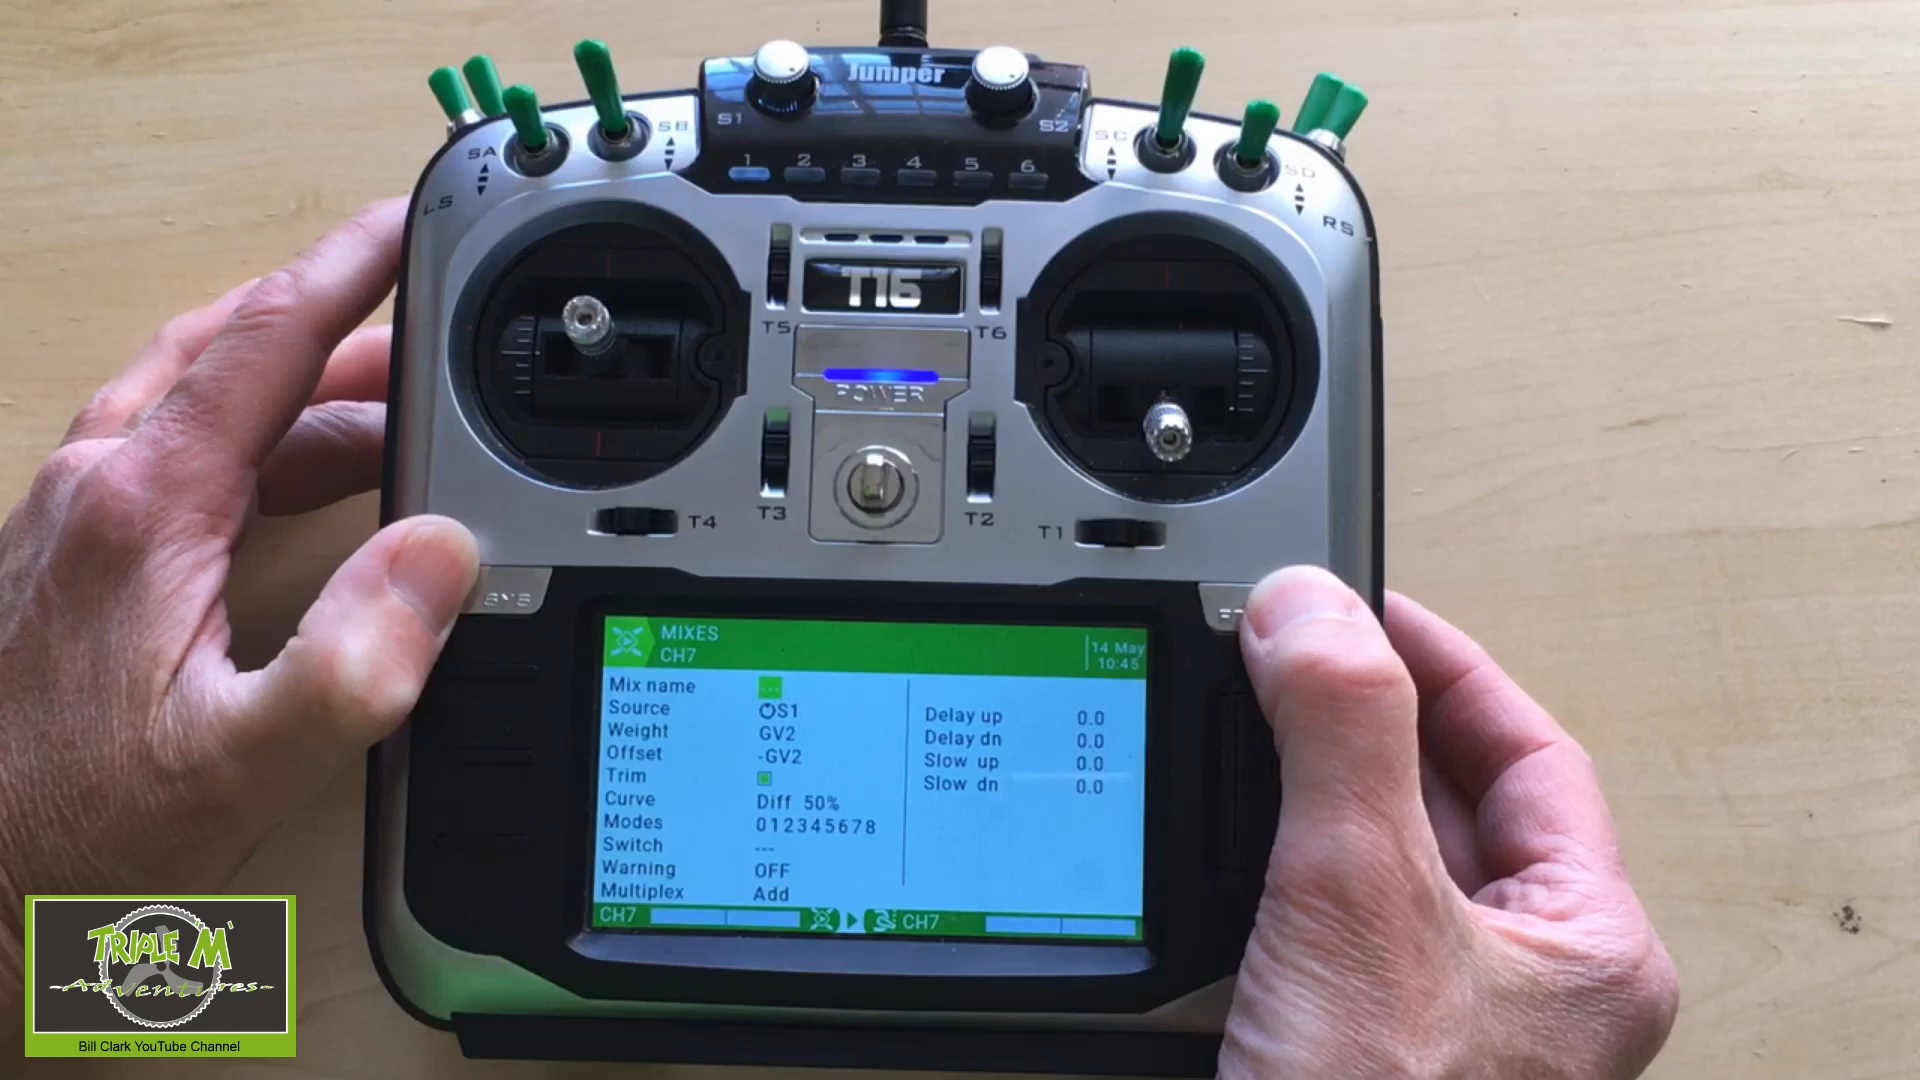 Jumper
S1
S2
SA
SB
SC
SD
1 2 3 4 5 6
LS
RS
T16
T5
T6
POWER
T4
T3
T2
T1
SYS
MIXES
CH7
14 May
10:45
Mix name ---
Source S1
Weight GV2
Offset -GV2
Trim
Curve Diff 50%
Modes 012345678
Switch ---
Warning OFF
Multiplex Add
Delay up 0.0
Delay dn 0.0
Slow up 0.0
Slow dn 0.0
CH7
CH7
TRIPLE M
-Adventures-
Bill Clark YouTube Channel